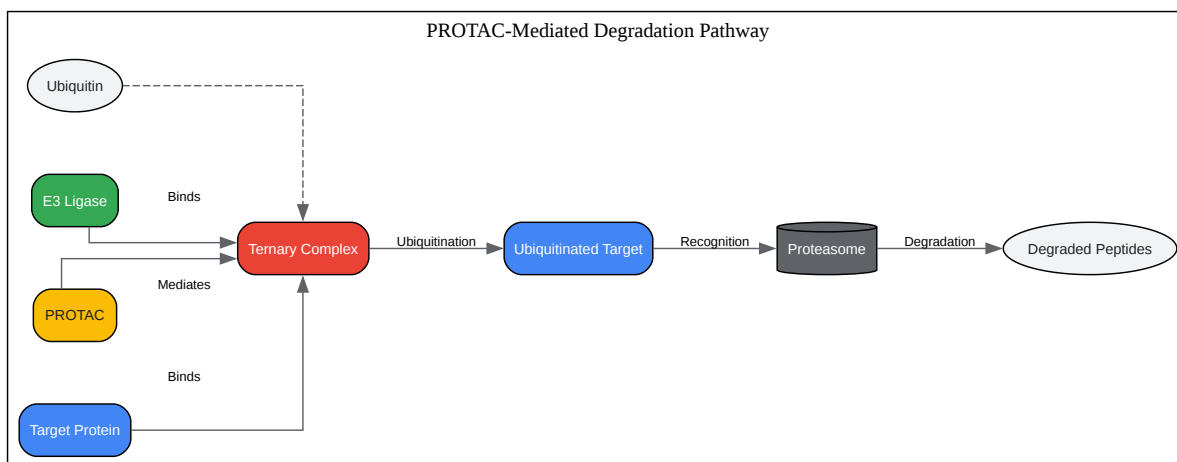 PROTAC-Mediated Degradation Pathway
Ubiquitin
E3 Ligase
Binds
Ternary Complex
Ubiquitination
Ubiquitinated Target
Recognition
Proteasome
Degradation
Degraded Peptides
Mediates
PROTAC
Binds
Target Protein